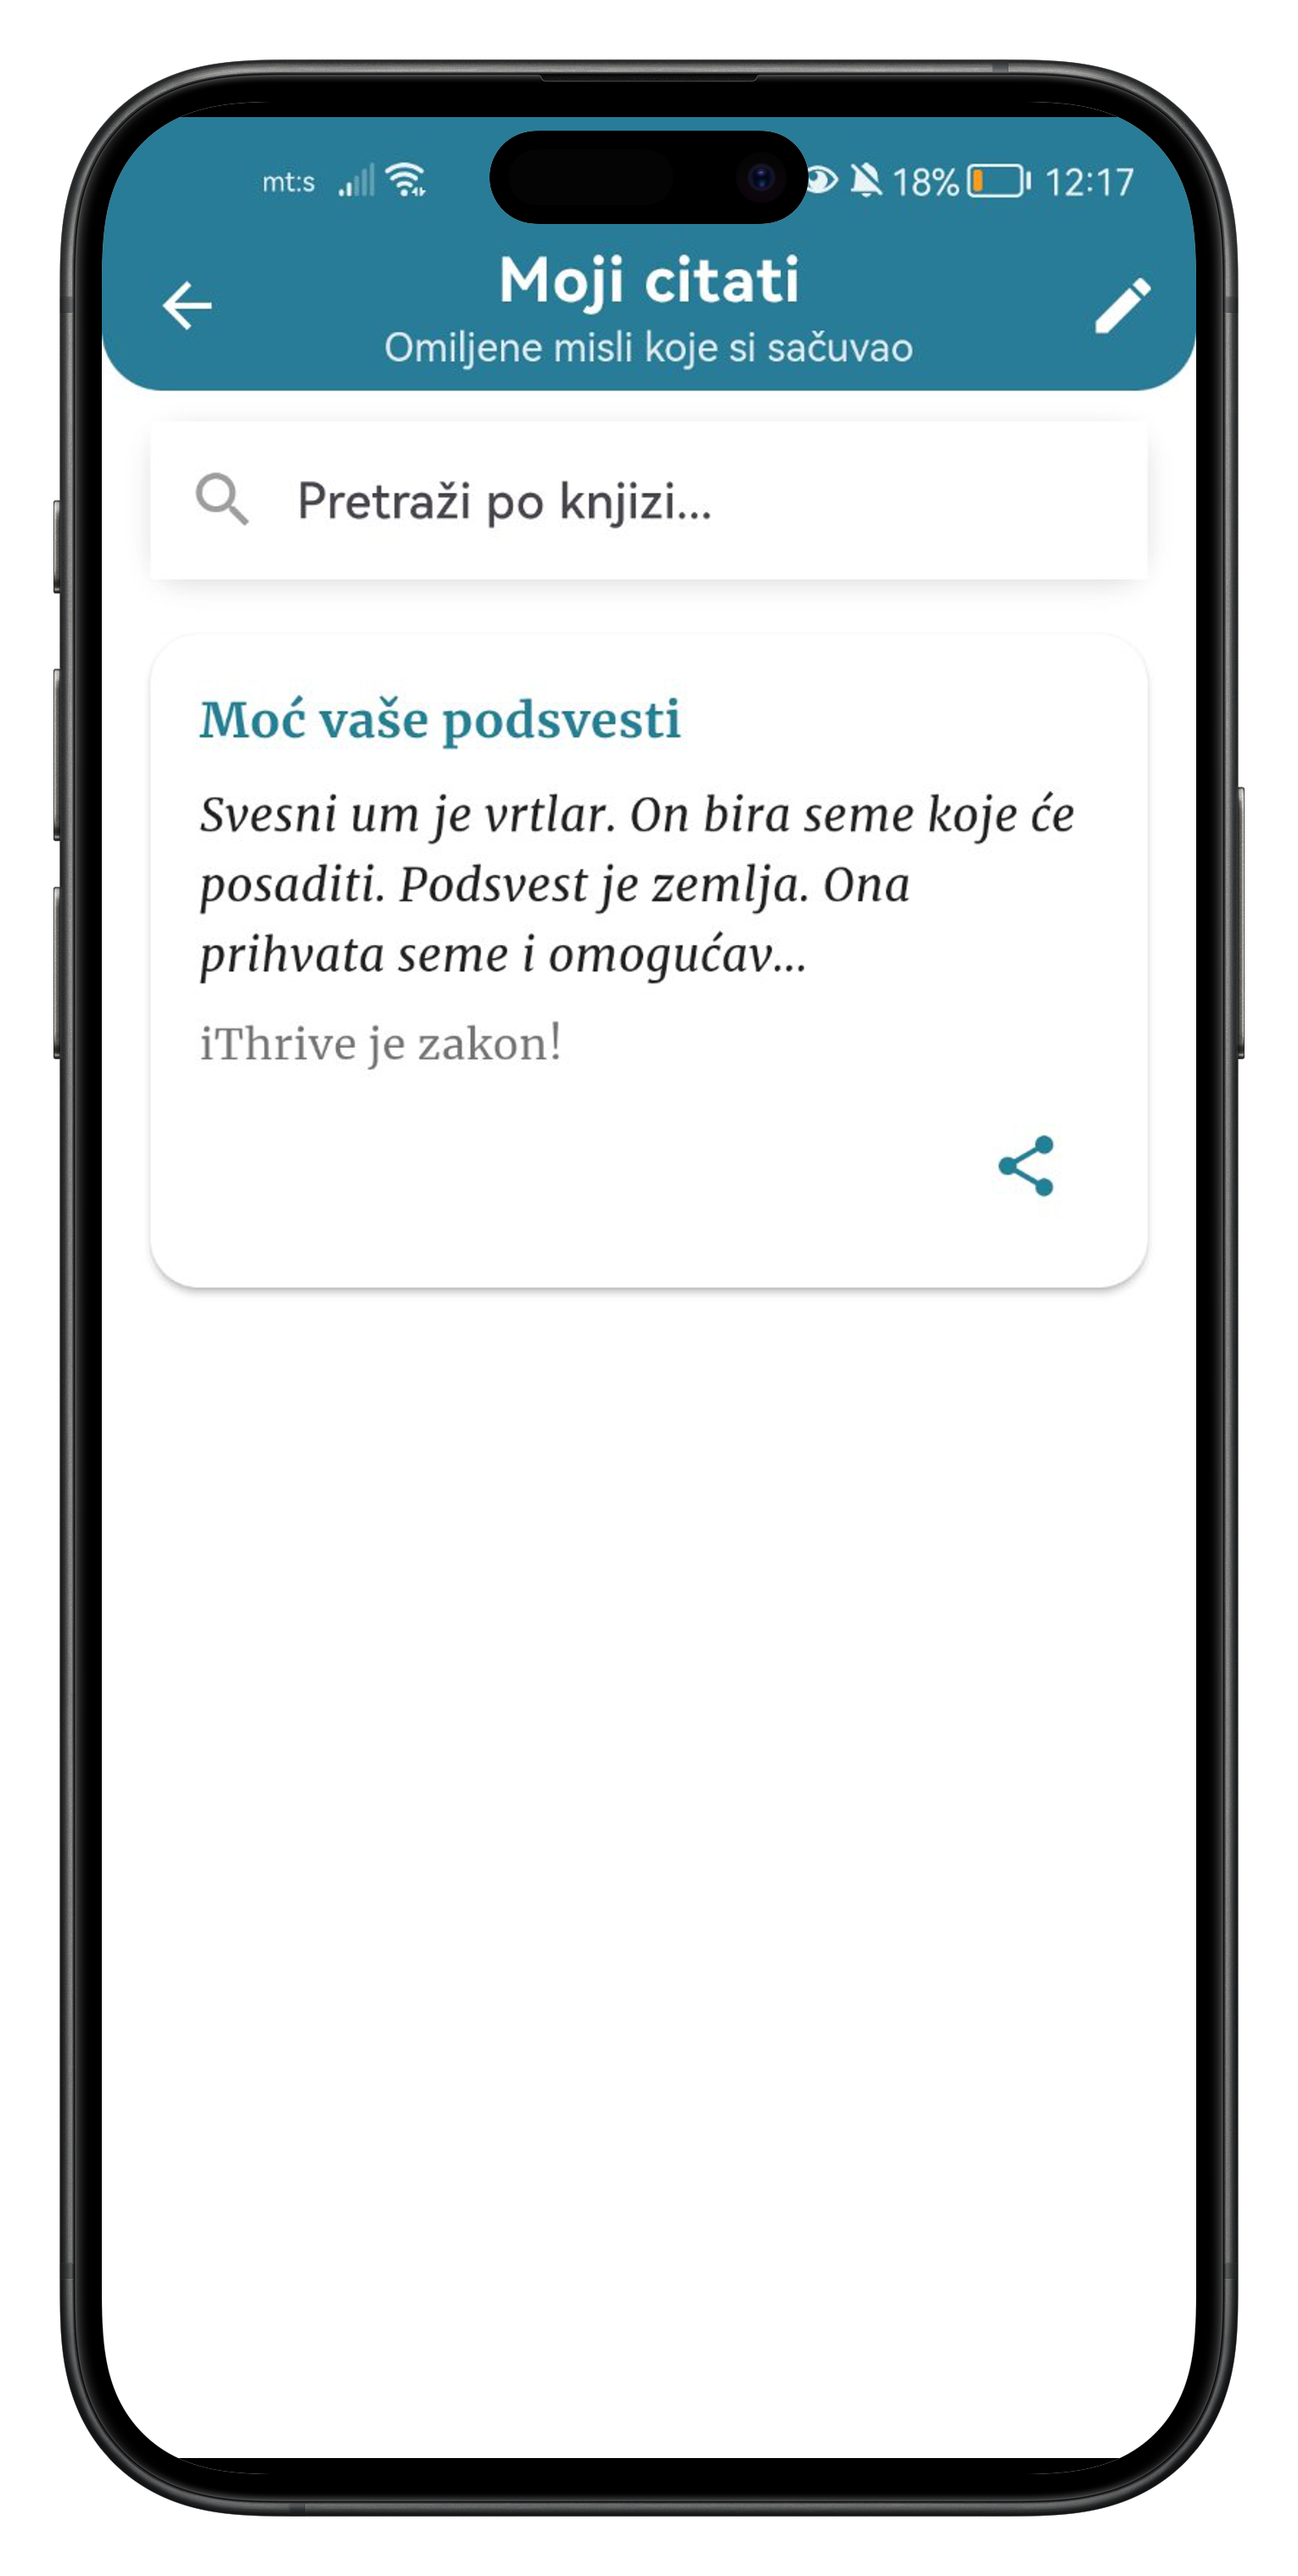 mt:s 18% 12:17
Moji citati
Omiljene misli koje si sačuvao
Pretraži po knjizi...
Moć vaše podsvesti
Svesni um je vrtlar. On bira seme koje će
posaditi. Podsvest je zemlja. Ona
prihvata seme i omogućav...
iThrive je zakon!